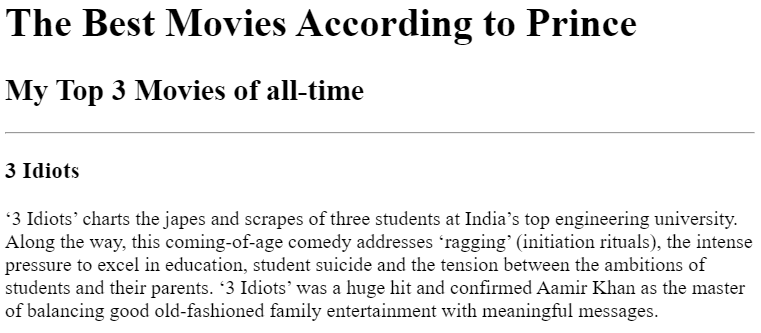 The Best Movies According to Prince
My Top 3 Movies of all-time
3 Idiots
‘3 Idiots’ charts the japes and scrapes of three students at India’s top engineering university.
Along the way, this coming-of-age comedy addresses ‘ragging’ (initiation rituals), the intense
pressure to excel in education, student suicide and the tension between the ambitions of
students and their parents. ‘3 Idiots’ was a huge hit and confirmed Aamir Khan as the master
of balancing good old-fashioned family entertainment with meaningful messages.